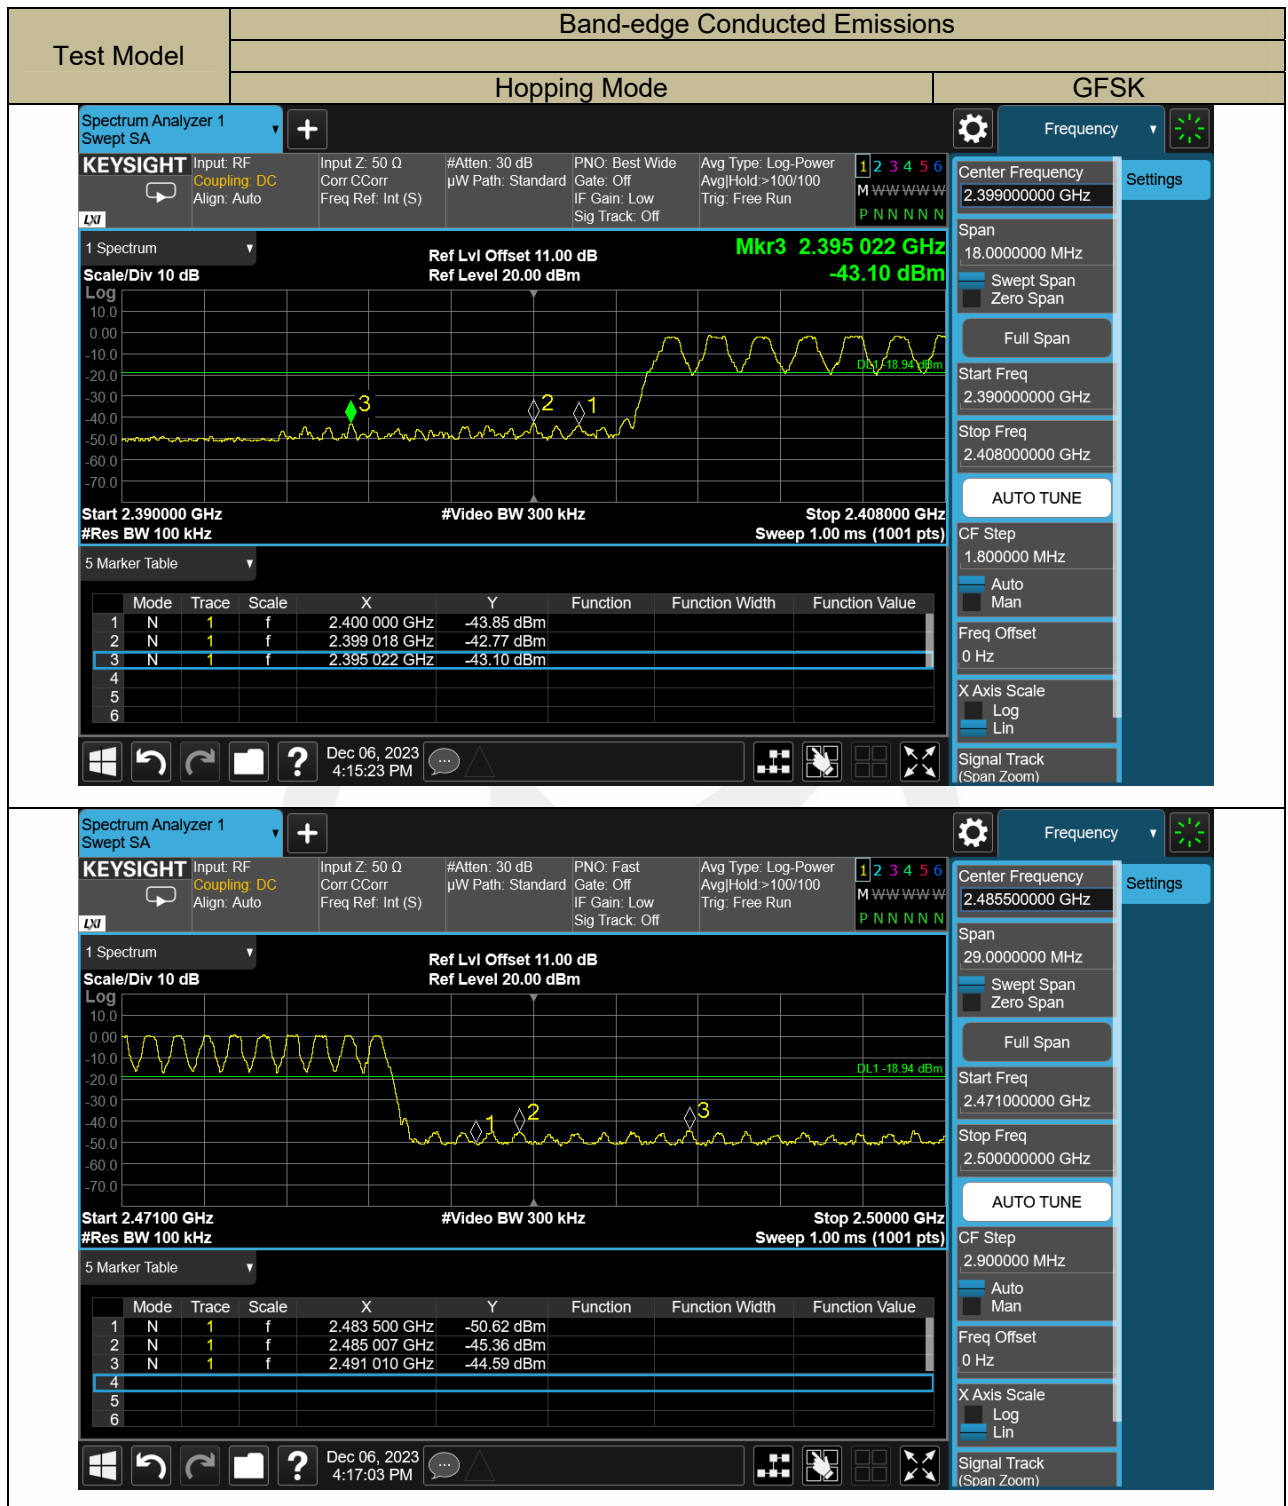 Test Model
Band-edge Conducted Emissions
Hopping Mode
GFSK
Spectrum Analyzer 1
Swept SA
Frequency
KEYSIGHT
LXI
Input: RF
Coupling: DC
Align: Auto
Input Z: 50 Ω
Corr CCorr
Freq Ref: Int (S)
#Atten: 30 dB
µW Path: Standard
PNO: Best Wide
Gate: Off
IF Gain: Low
Sig Track: Off
Avg Type: Log-Power
Avg|Hold:>100/100
Trig: Free Run
1 2 3 4 5 6
M W W W W W
P N N N N N
1 Spectrum
Scale/Div 10 dB
Ref Lvl Offset 11.00 dB
Ref Level 20.00 dBm
Mkr3 2.395 022 GHz
-43.10 dBm
Log
10.0
0.00
-10.0
-20.0
-30.0
-40.0
-50.0
-60.0
-70.0
DL1 -18.94 dBm
3
2
1
Start 2.390000 GHz
#Res BW 100 kHz
#Video BW 300 kHz
Stop 2.408000 GHz
Sweep 1.00 ms (1001 pts)
5 Marker Table
Mode Trace Scale X Y Function Function Width Function Value
1 N 1 f 2.400 000 GHz -43.85 dBm
2 N 1 f 2.399 018 GHz -42.77 dBm
3 N 1 f 2.395 022 GHz -43.10 dBm
4
5
6
?
Dec 06, 2023
4:15:23 PM
Center Frequency
2.399000000 GHz
Settings
Span
18.0000000 MHz
Swept Span
Zero Span
Full Span
Start Freq
2.390000000 GHz
Stop Freq
2.408000000 GHz
AUTO TUNE
CF Step
1.800000 MHz
Auto
Man
Freq Offset
0 Hz
X Axis Scale
Log
Lin
Signal Track
(Span Zoom)
Spectrum Analyzer 1
Swept SA
Frequency
KEYSIGHT
LXI
Input: RF
Coupling: DC
Align: Auto
Input Z: 50 Ω
Corr CCorr
Freq Ref: Int (S)
#Atten: 30 dB
µW Path: Standard
PNO: Fast
Gate: Off
IF Gain: Low
Sig Track: Off
Avg Type: Log-Power
Avg|Hold:>100/100
Trig: Free Run
1 2 3 4 5 6
M W W W W W
P N N N N N
1 Spectrum
Scale/Div 10 dB
Ref Lvl Offset 11.00 dB
Ref Level 20.00 dBm
Log
10.0
0.00
-10.0
-20.0
-30.0
-40.0
-50.0
-60.0
-70.0
DL1 -18.94 dBm
1
2
3
Start 2.47100 GHz
#Res BW 100 kHz
#Video BW 300 kHz
Stop 2.50000 GHz
Sweep 1.00 ms (1001 pts)
5 Marker Table
Mode Trace Scale X Y Function Function Width Function Value
1 N 1 f 2.483 500 GHz -50.62 dBm
2 N 1 f 2.485 007 GHz -45.36 dBm
3 N 1 f 2.491 010 GHz -44.59 dBm
4
5
6
?
Dec 06, 2023
4:17:03 PM
Center Frequency
2.485500000 GHz
Settings
Span
29.0000000 MHz
Swept Span
Zero Span
Full Span
Start Freq
2.471000000 GHz
Stop Freq
2.500000000 GHz
AUTO TUNE
CF Step
2.900000 MHz
Auto
Man
Freq Offset
0 Hz
X Axis Scale
Log
Lin
Signal Track
(Span Zoom)